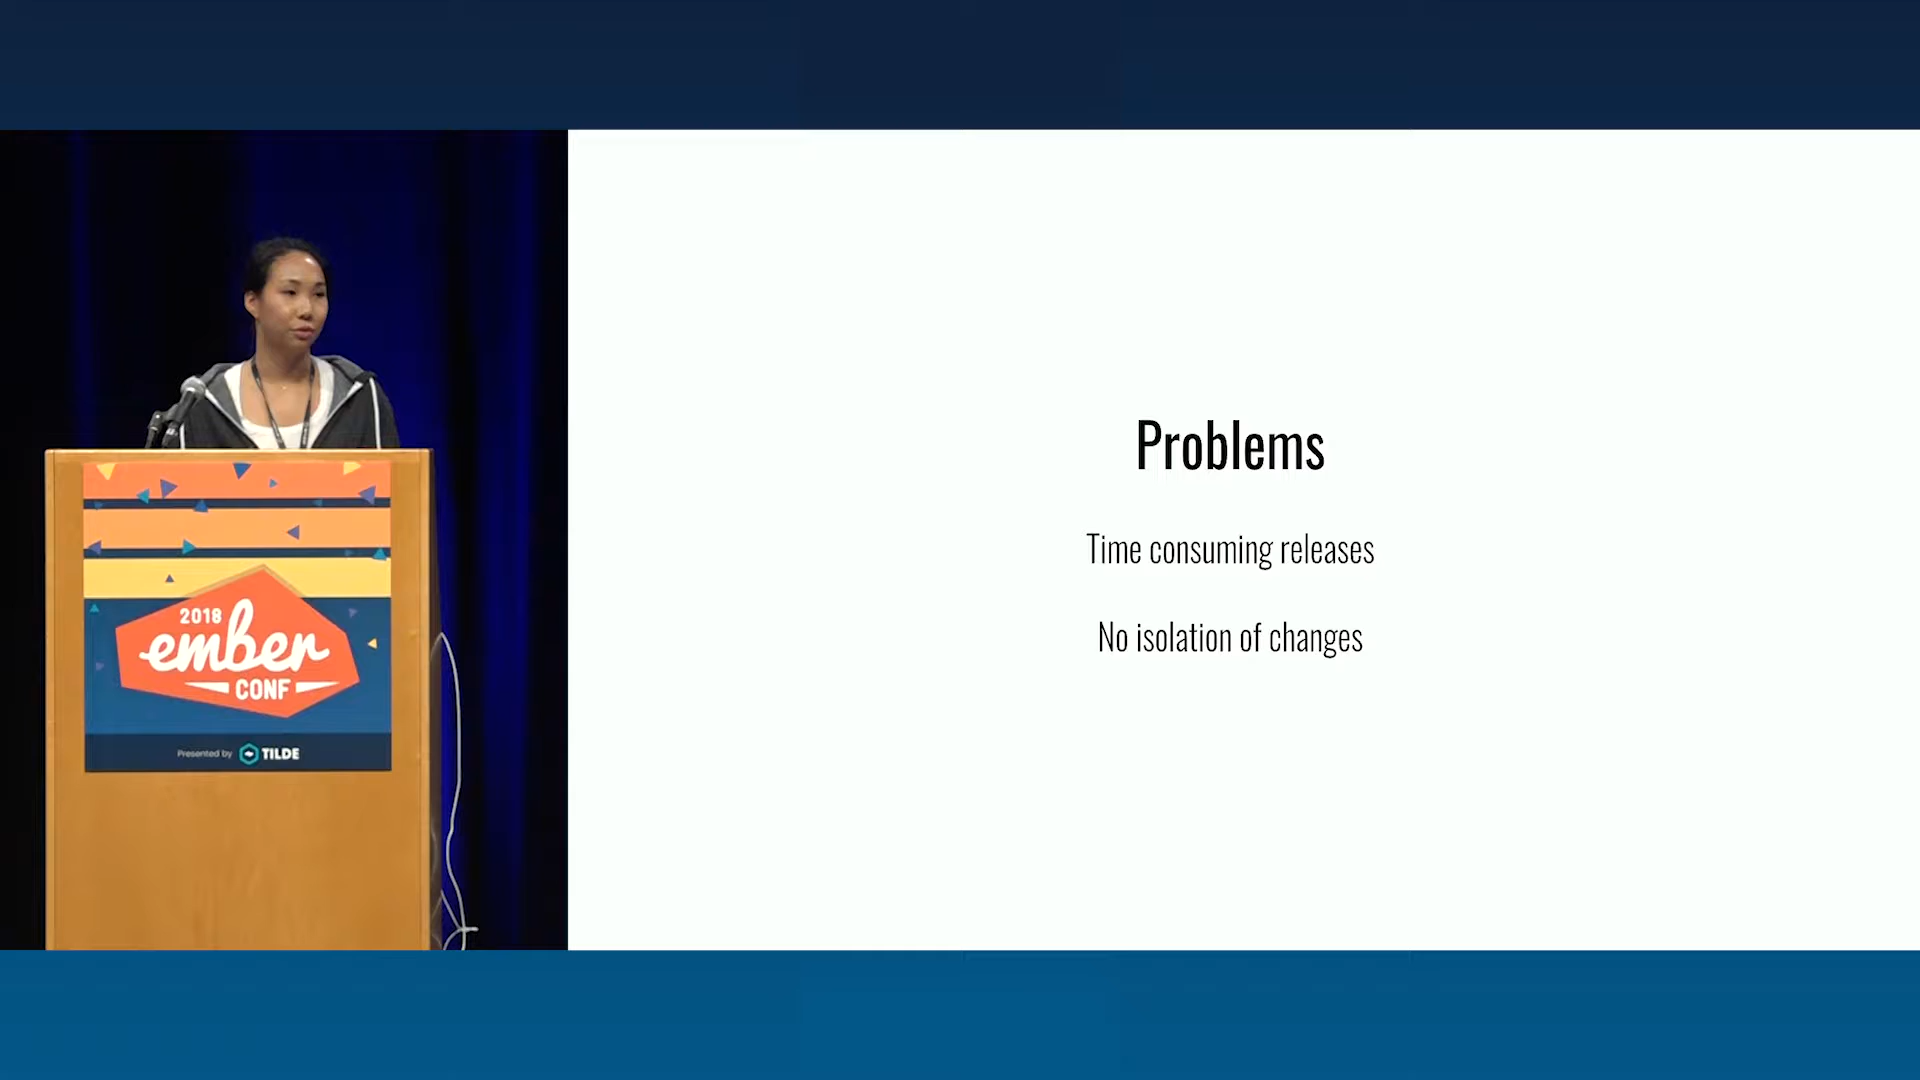 Problems
Time consuming releases
No isolation of changes
2018
ember
CONF
Presented by TILDE